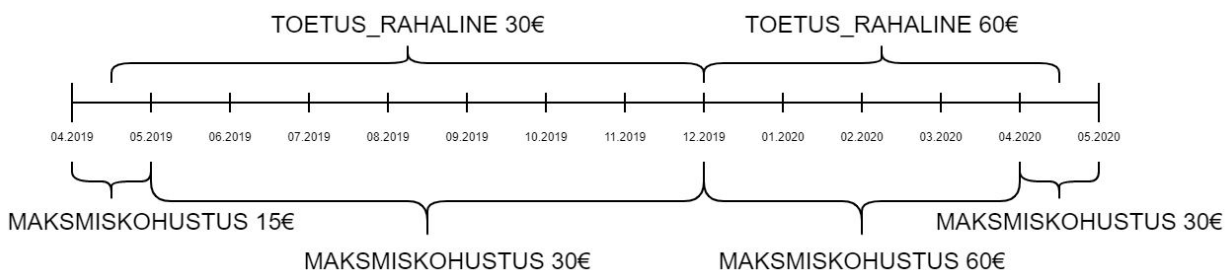 TOETUS_RAHALINE 30€
TOETUS_RAHALINE 60€
04.2019
05.2019
06.2019
07.2019
08.2019
09.2019
10.2019
11.2019
12.2019
01.2020
02.2020
03.2020
04.2020
05.2020
MAKSMISKOHUSTUS 15€
MAKSMISKOHUSTUS 30€
MAKSMISKOHUSTUS 30€
MAKSMISKOHUSTUS 60€